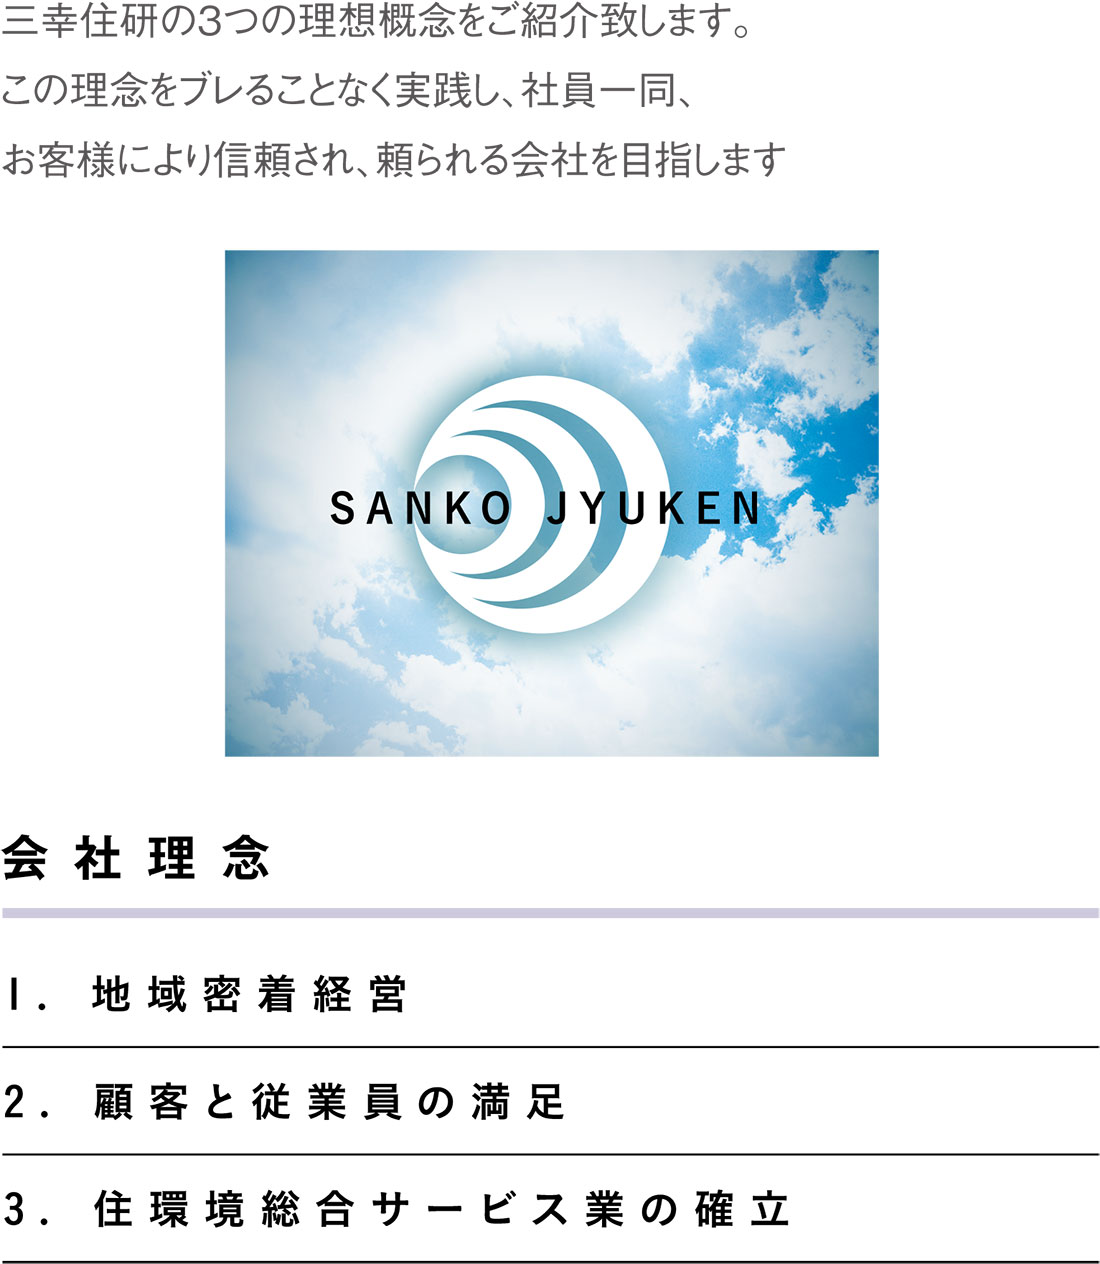 三幸住研の3つの理想概念をご紹介致します。
この理念をブレることなく実践し、社員一同、
お客様により信頼され、頼られる会社を目指します
SANKO JYUKEN
会社理念
1. 地域密着経営
2. 顧客と従業員の満足
3. 住環境総合サービス業の確立